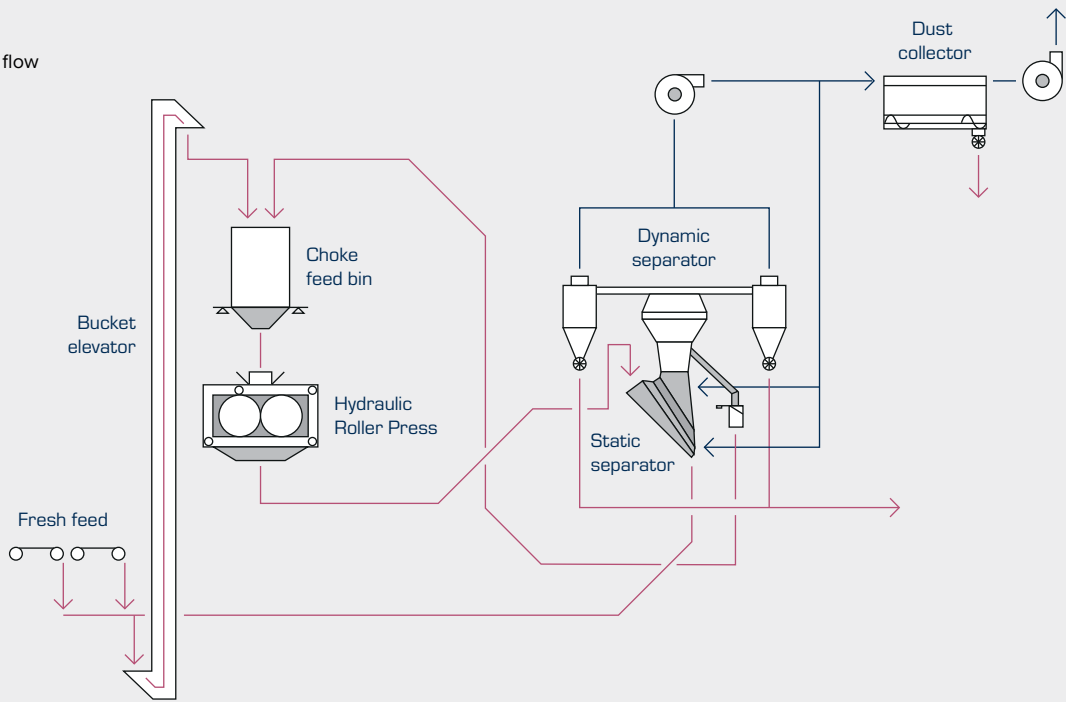 flow
Dust
collector
Dynamic
separator
Choke
feed bin
Bucket
elevator
Hydraulic
Roller Press
Static
separator
Fresh feed